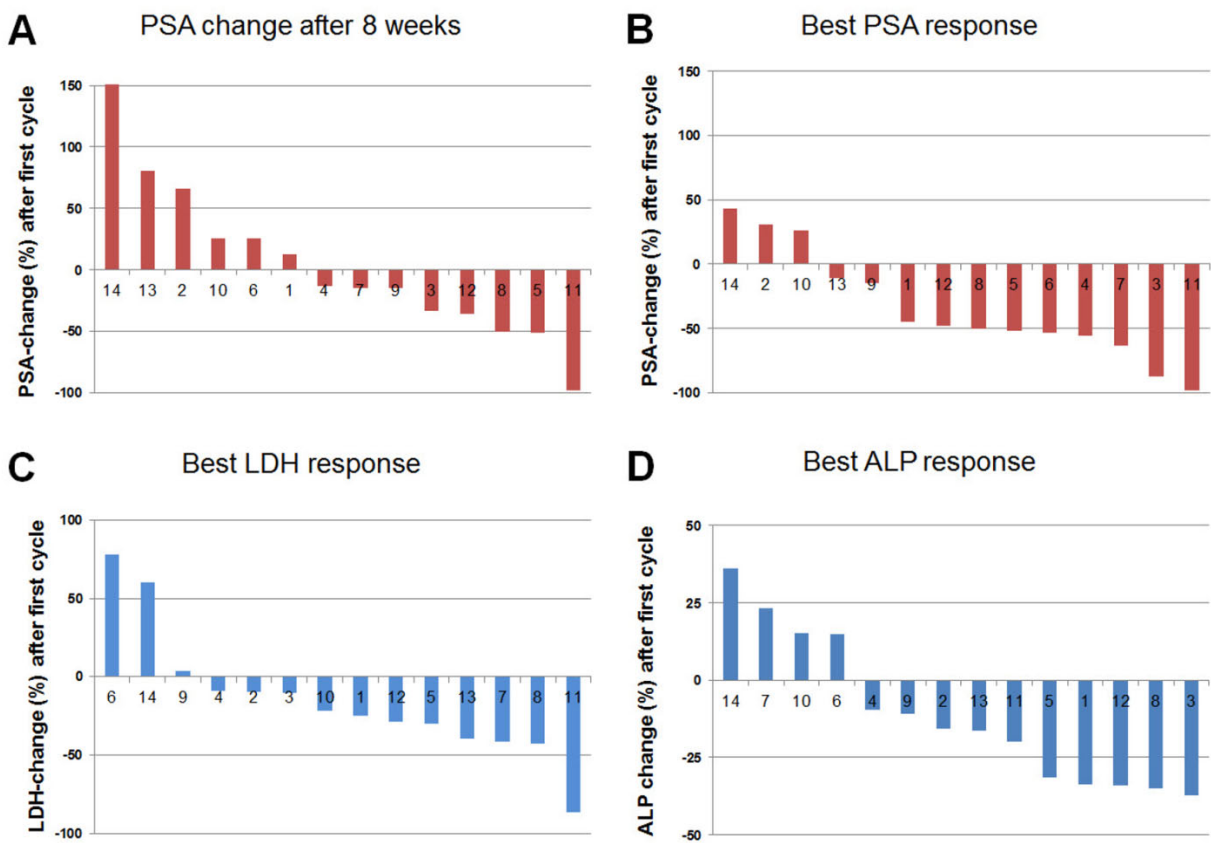 A
PSA change after 8 weeks
PSA-change (%) after first cycle
150
100
50
0
-50
-100
14 13 2 10 6 1 4 7 9 3 12 8 5 11
B
Best PSA response
PSA-change (%) after first cycle
150
100
50
0
-50
-100
14 2 10 13 9 1 12 8 5 6 4 7 3 11
C
Best LDH response
LDH-change (%) after first cycle
100
50
0
-50
-100
6 14 9 4 2 3 10 1 12 5 13 7 8 11
D
Best ALP response
ALP change (%) after first cycle
50
25
0
-25
-50
14 7 10 6 4 9 2 13 11 5 1 12 8 3